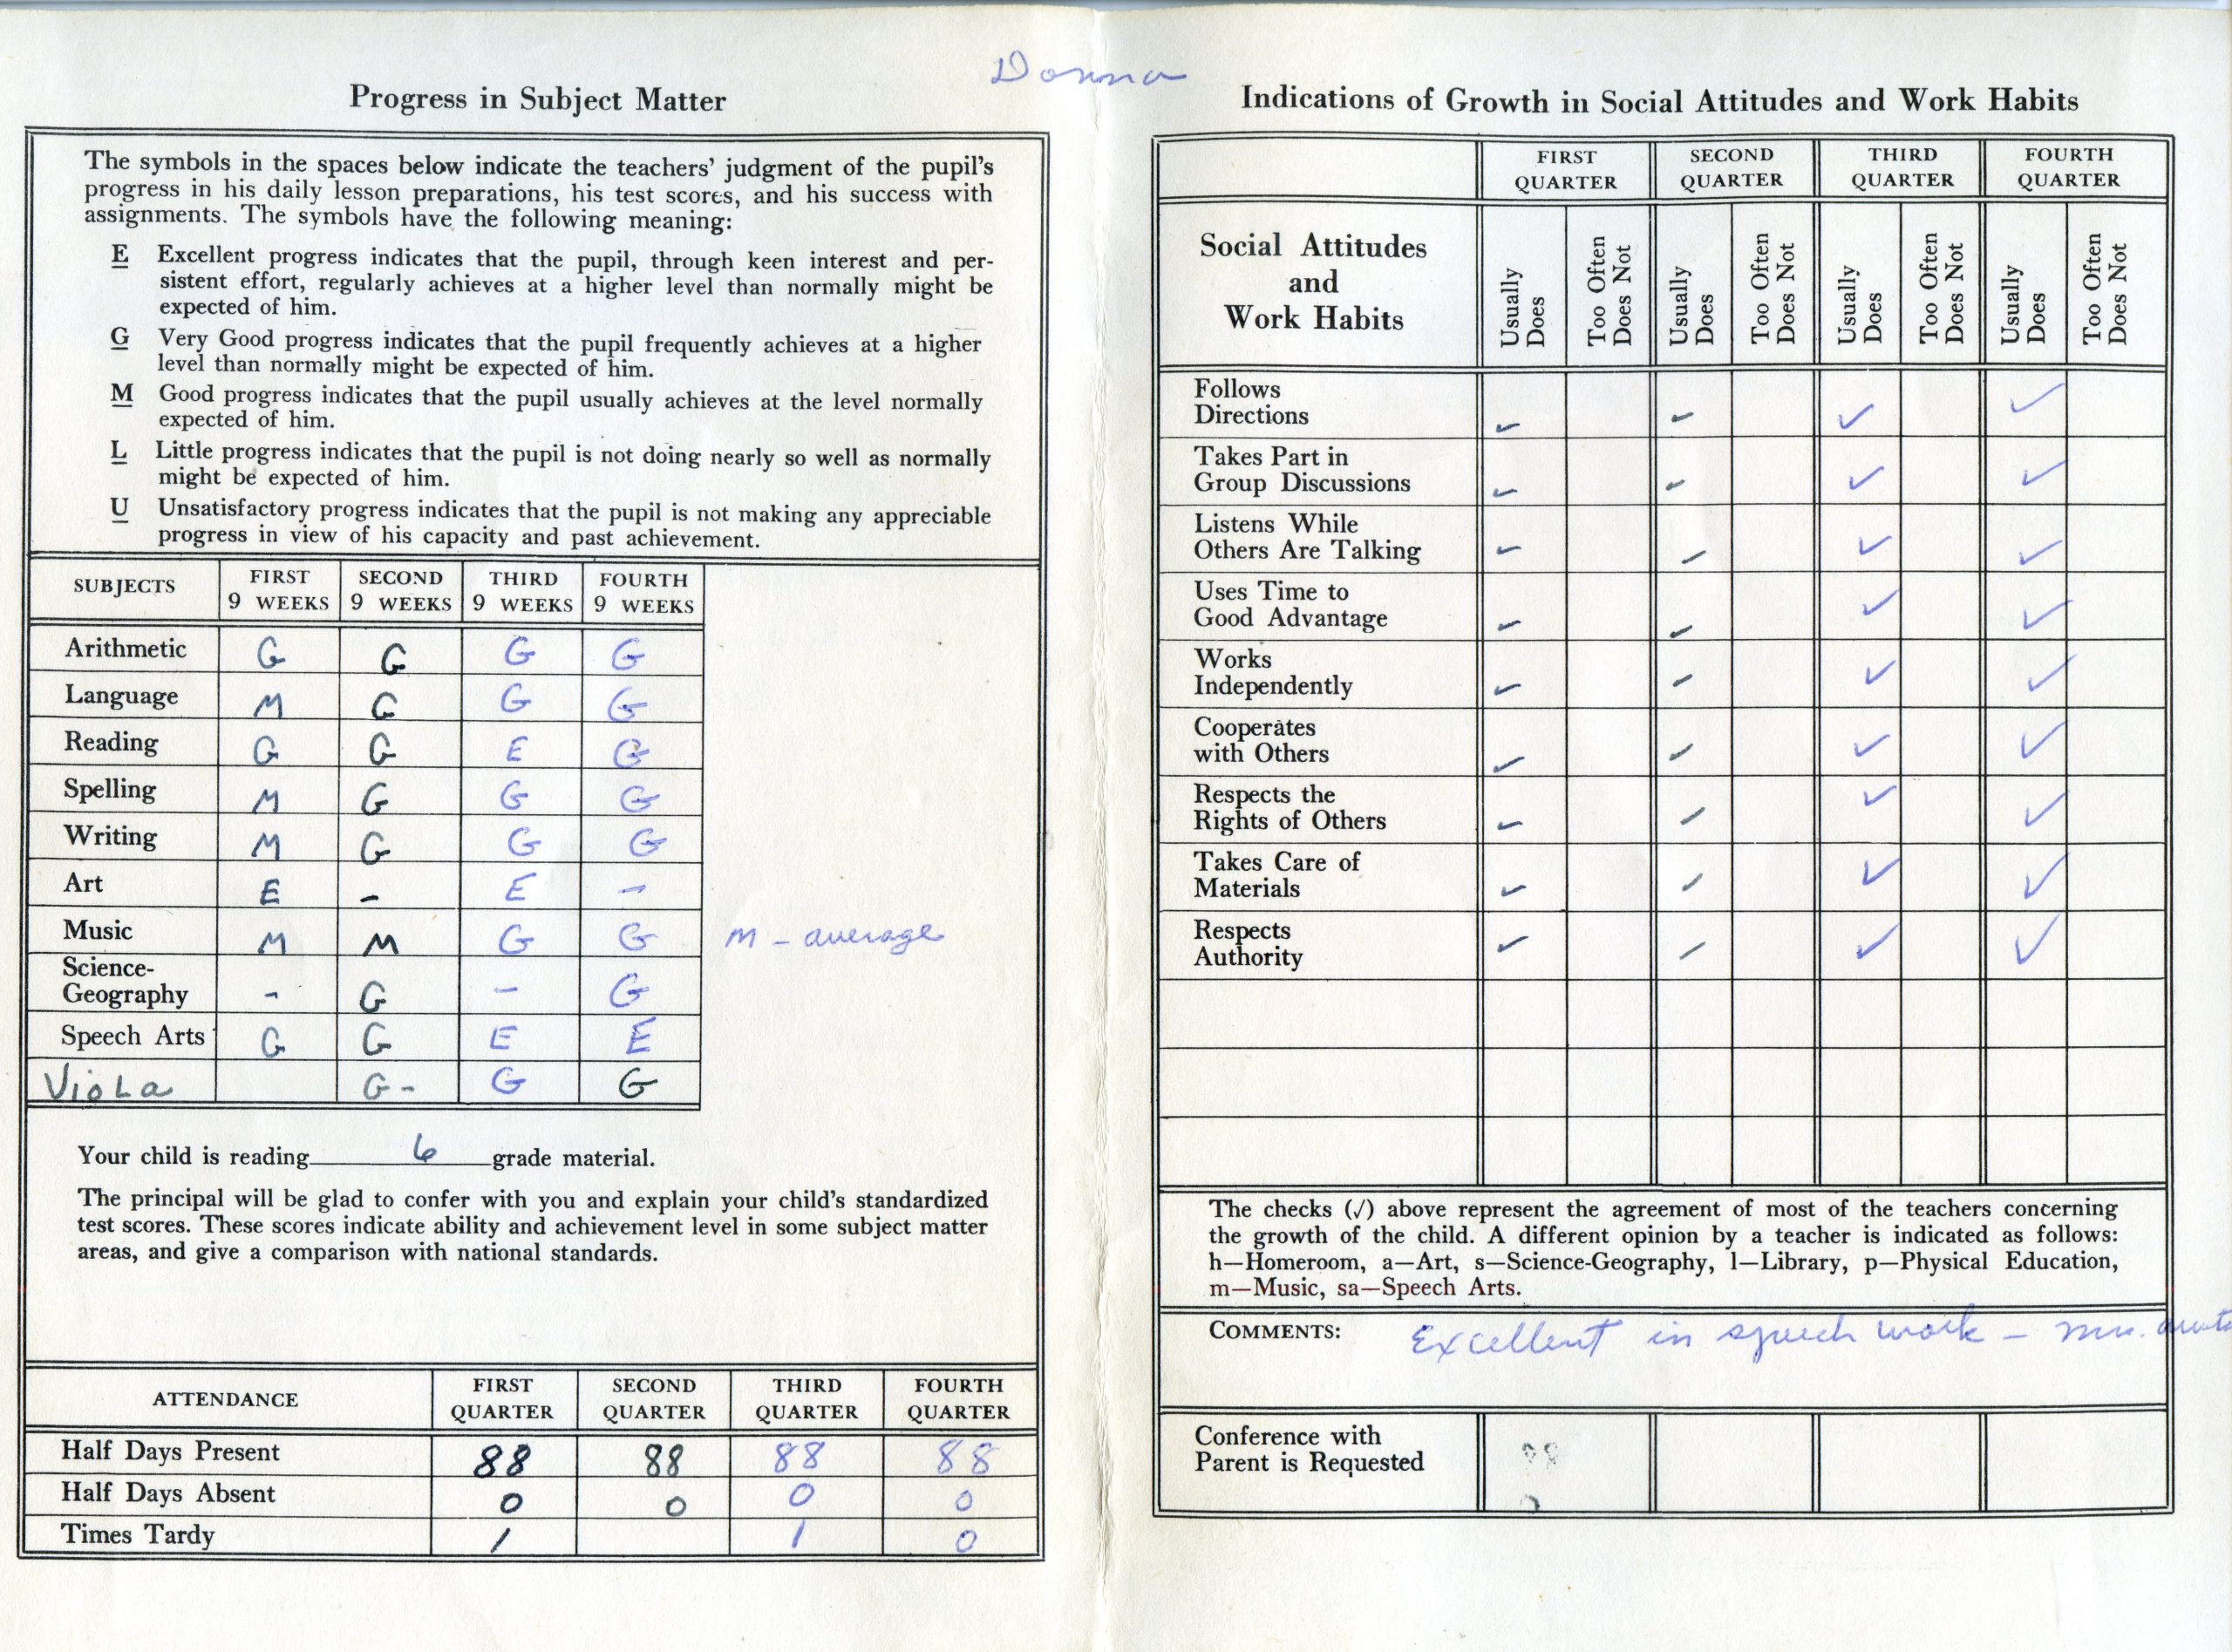 Donna
Progress in Subject Matter
The symbols in the spaces below indicate the teachers' judgment of the pupil's
progress in his daily lesson preparations, his test scores, and his success with
assignments. The symbols have the following meaning:
E Excellent progress indicates that the pupil, through keen interest and per-
sistent effort, regularly achieves at a higher level than normally might be
expected of him.
G Very Good progress indicates that the pupil frequently achieves at a higher
level than normally might be expected of him.
M Good progress indicates that the pupil usually achieves at the level normally
expected of him.
L Little progress indicates that the pupil is not doing nearly so well as normally
might be expected of him.
U Unsatisfactory progress indicates that the pupil is not making any appreciable
progress in view of his capacity and past achievement.
SUBJECTS FIRST 9 WEEKS SECOND 9 WEEKS THIRD 9 WEEKS FOURTH 9 WEEKS
Arithmetic G G G G
Language M G G G
Reading G G E G
Spelling M G G G
Writing M G G G
Art E - E -
Music M M G G m - average
Science-
Geography - G - G
Speech Arts G G E E
Viola G- G G
Your child is reading 6 grade material.
The principal will be glad to confer with you and explain your child's standardized
test scores. These scores indicate ability and achievement level in some subject matter
areas, and give a comparison with national standards.
ATTENDANCE FIRST QUARTER SECOND QUARTER THIRD QUARTER FOURTH QUARTER
Half Days Present 88 88 88 88
Half Days Absent 0 0 0 0
Times Tardy 1 1 0
Indications of Growth in Social Attitudes and Work Habits
FIRST QUARTER SECOND QUARTER THIRD QUARTER FOURTH QUARTER
Social Attitudes
and
Work Habits
Usually Does Too Often Does Not Usually Does Too Often Does Not Usually Does Too Often Does Not Usually Does Too Often Does Not
Follows
Directions ✓ ✓ ✓ ✓
Takes Part in
Group Discussions ✓ ✓ ✓ ✓
Listens While
Others Are Talking ✓ ✓ ✓ ✓
Uses Time to
Good Advantage ✓ ✓ ✓ ✓
Works
Independently ✓ ✓ ✓ ✓
Cooperates
with Others ✓ ✓ ✓ ✓
Respects the
Rights of Others ✓ ✓ ✓ ✓
Takes Care of
Materials ✓ ✓ ✓ ✓
Respects
Authority ✓ ✓ ✓ ✓
The checks (✓) above represent the agreement of most of the teachers concerning
the growth of the child. A different opinion by a teacher is indicated as follows:
h—Homeroom, a—Art, s—Science-Geography, l—Library, p—Physical Education,
m—Music, sa—Speech Arts.
COMMENTS: Excellent in speech work - Mrs.
Conference with
Parent is Requested